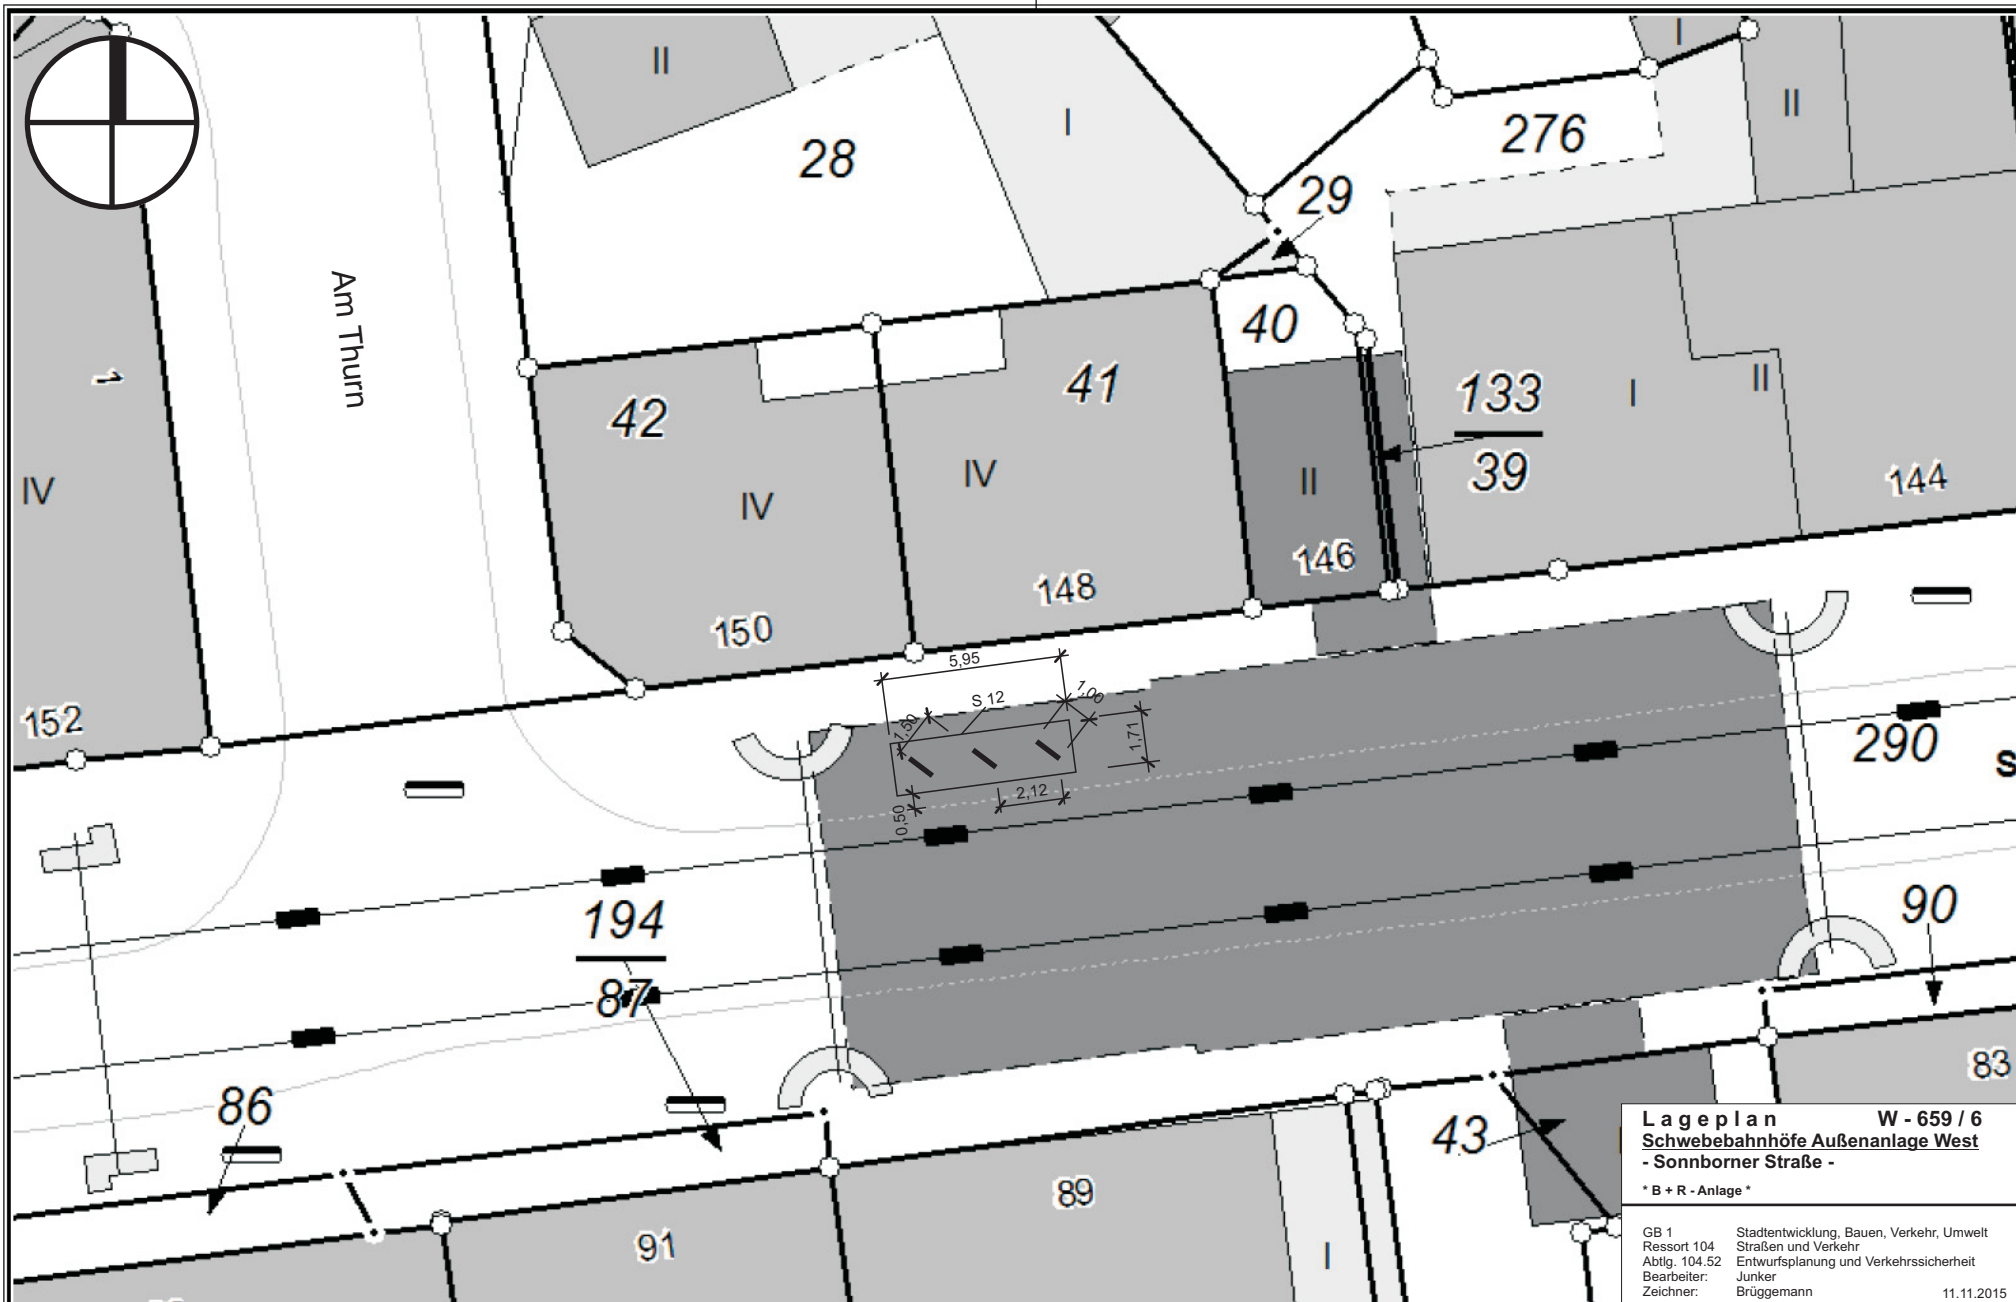 II
28
I
276
I
II
29
Am Thurn
1
40
42
41
133
39
I
II
IV
IV
IV
II
144
146
148
150
152
5,95
S 12
1,00
1,50
1,71
2,12
0,50
290
S
194
87
90
86
83
43
89
91
I
Lageplan W - 659 / 6
Schwebebahnhöfe Außenanlage West
- Sonnborner Straße -
* B + R - Anlage *
GB 1 Stadtentwicklung, Bauen, Verkehr, Umwelt
Ressort 104 Straßen und Verkehr
Abtlg. 104.52 Entwurfsplanung und Verkehrssicherheit
Bearbeiter: Junker
Zeichner: Brüggemann 11.11.2015